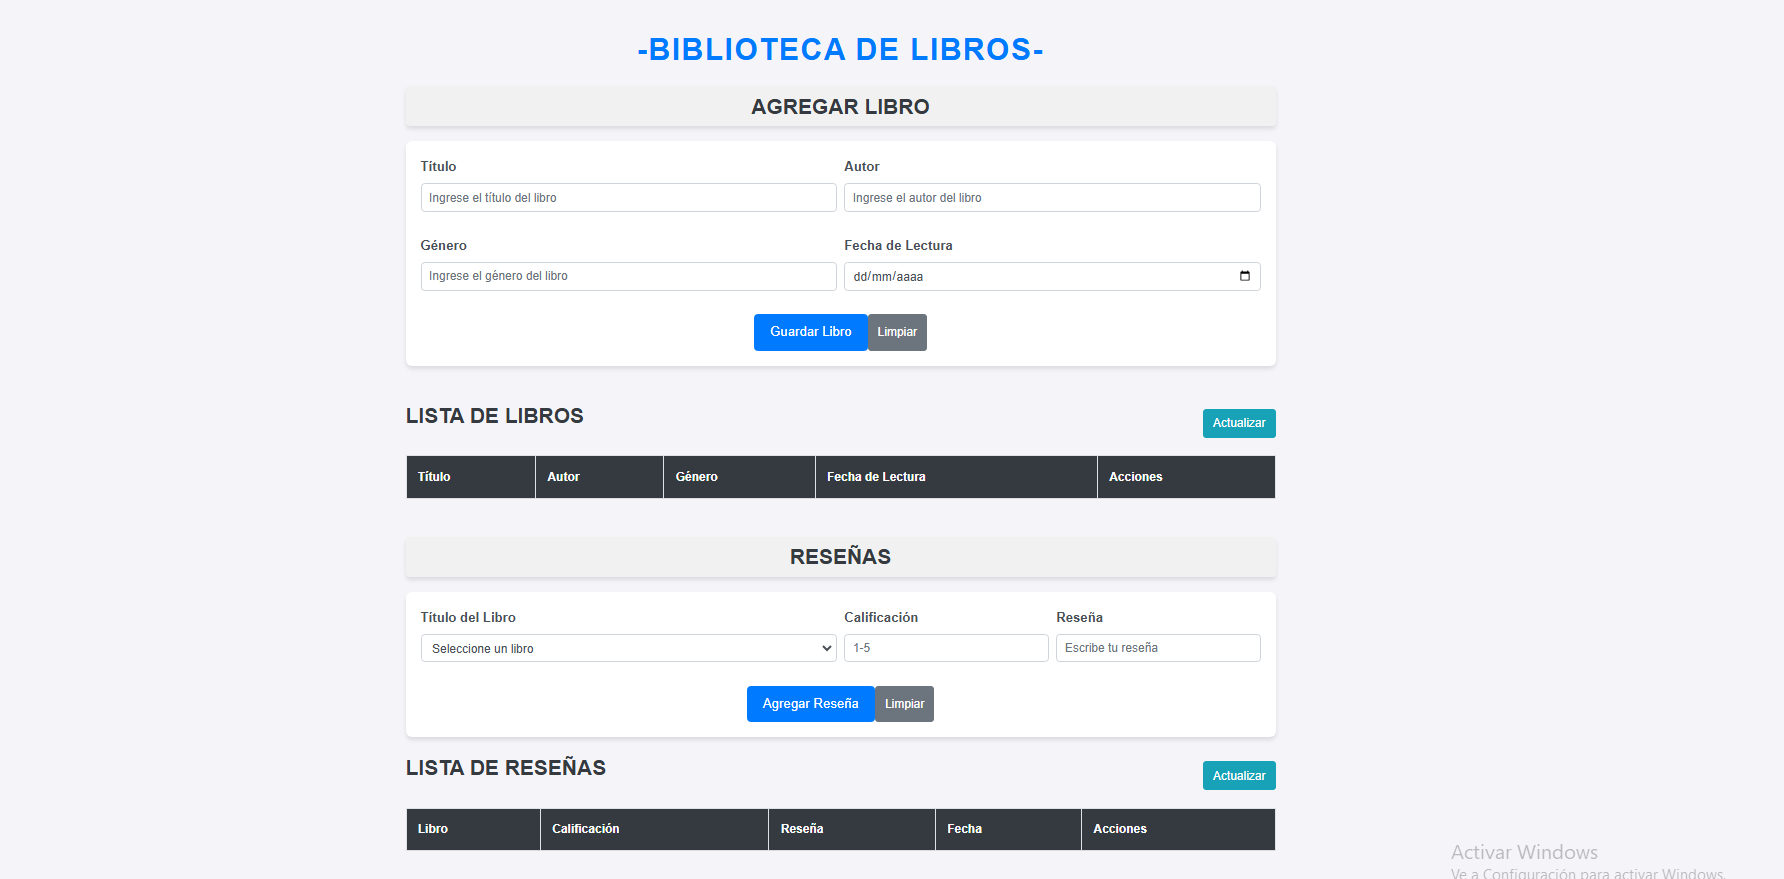 -BIBLIOTECA DE LIBROS-
AGREGAR LIBRO
Título Autor
Ingrese el título del libro Ingrese el autor del libro
Género Fecha de Lectura
Ingrese el género del libro dd/mm/aaaa
Guardar Libro Limpiar
LISTA DE LIBROS Actualizar
Título Autor Género Fecha de Lectura Acciones
RESEÑAS
Título del Libro Calificación Reseña
Seleccione un libro 1-5 Escribe tu reseña
Agregar Reseña Limpiar
LISTA DE RESEÑAS Actualizar
Libro Calificación Reseña Fecha Acciones
Activar Windows
Ve a Configuración para activar Windows.